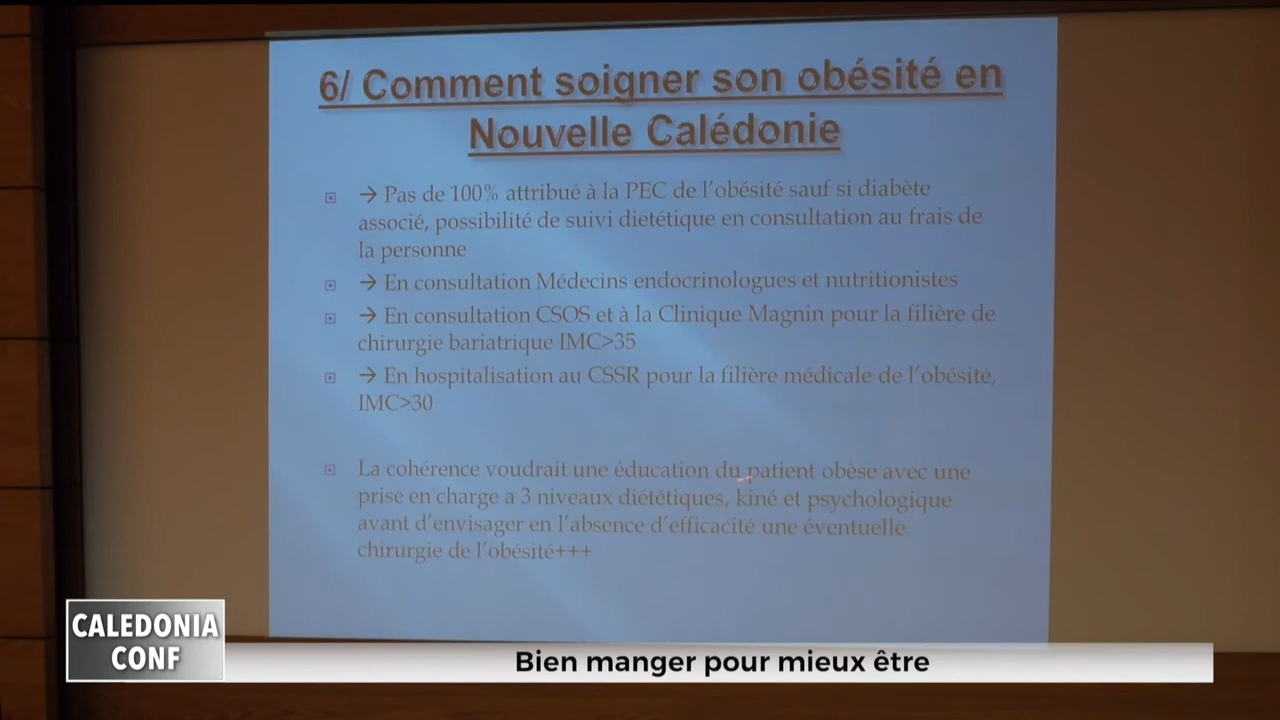 6/ Comment soigner son obésité en
Nouvelle Calédonie
→ Pas de 100% attribué à la PEC de l'obésité sauf si diabète
associé, possibilité de suivi dietétique en consultation au frais de
la personne
→ En consultation Médecins endocrinologues et nutritionistes
→ En consultation CSOS et à la Clinique Magnin pour la filière de
chirurgie bariatrique IMC>35
→ En hospitalisation au CSSR pour la filière médicale de l'obésité,
IMC>30
La cohérence voudrait une éducation du patient obèse avec une
prise en charge a 3 niveaux diététiques, kiné et psychologique
avant d'envisager en l'absence d'efficacité une éventuelle
chirurgie de l'obésité+++
CALEDONIA
CONF
Bien manger pour mieux être